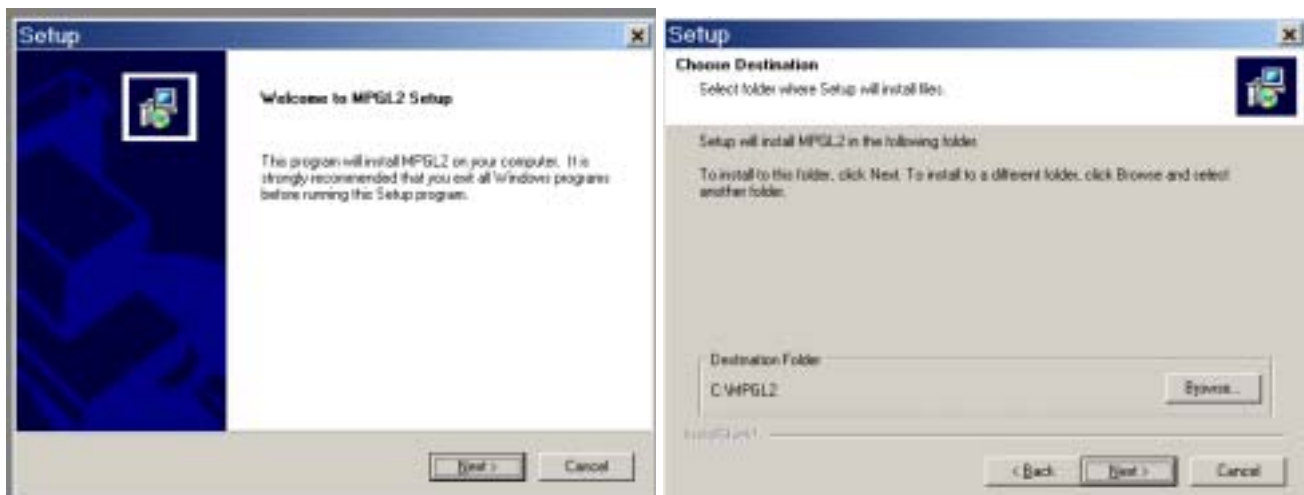 Setup
Welcome to MPGL2 Setup
This program will install MPGL2 on your computer. It is
strongly recommended that you exit all Windows programs
before running this Setup program.
Next >
Cancel
Setup
Choose Destination
Select folder where Setup will install files.
Setup will install MPGL2 in the following folder.
To install to this folder, click Next. To install to a different folder, click Browse and select
another folder.
Destination Folder
C:\MPGL2
Browse...
InstallShield
< Back
Next >
Cancel